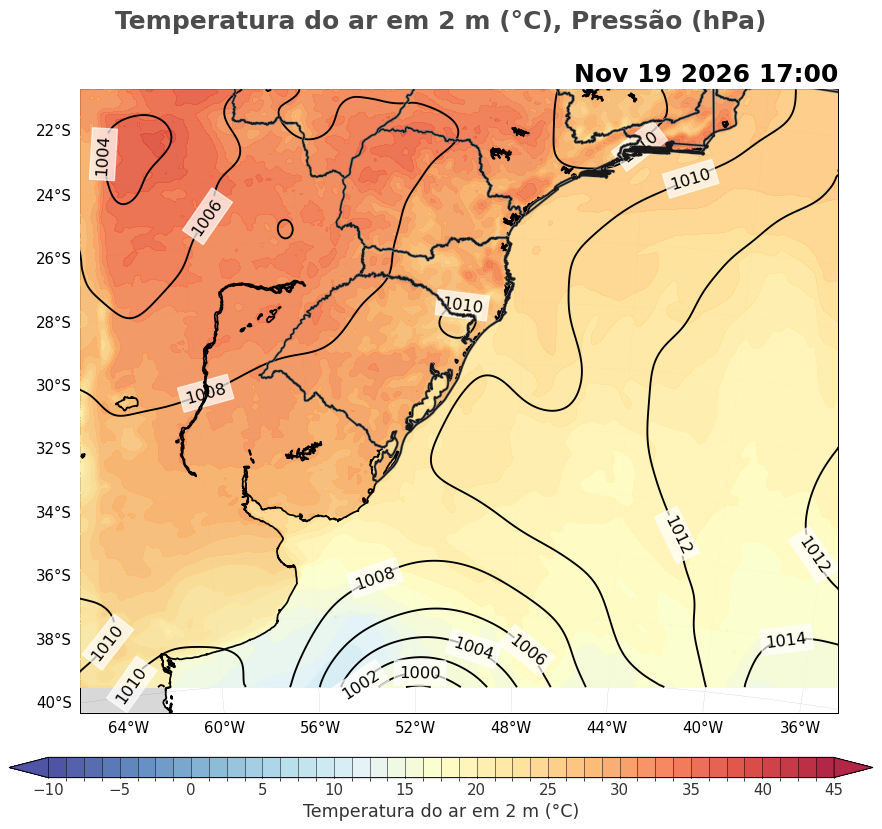 Temperatura do ar em 2 m (°C), Pressão (hPa)
Nov 19 2026 17:00
22°S
24°S
26°S
28°S
30°S
32°S
34°S
36°S
38°S
40°S
1004
1006
1010
1010
1008
1012
1012
1008
1004
1006
1002
1000
1014
1010
1010
64°W
60°W
56°W
52°W
48°W
44°W
40°W
36°W
−10
−5
0
5
10
15
20
25
30
35
40
45
Temperatura do ar em 2 m (°C)